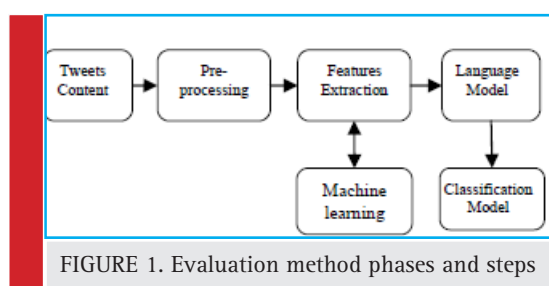 Tweets
Content
Pre-
processing
Features
Extraction
Language
Model
Machine
learning
Classification
Model
FIGURE 1. Evaluation method phases and steps